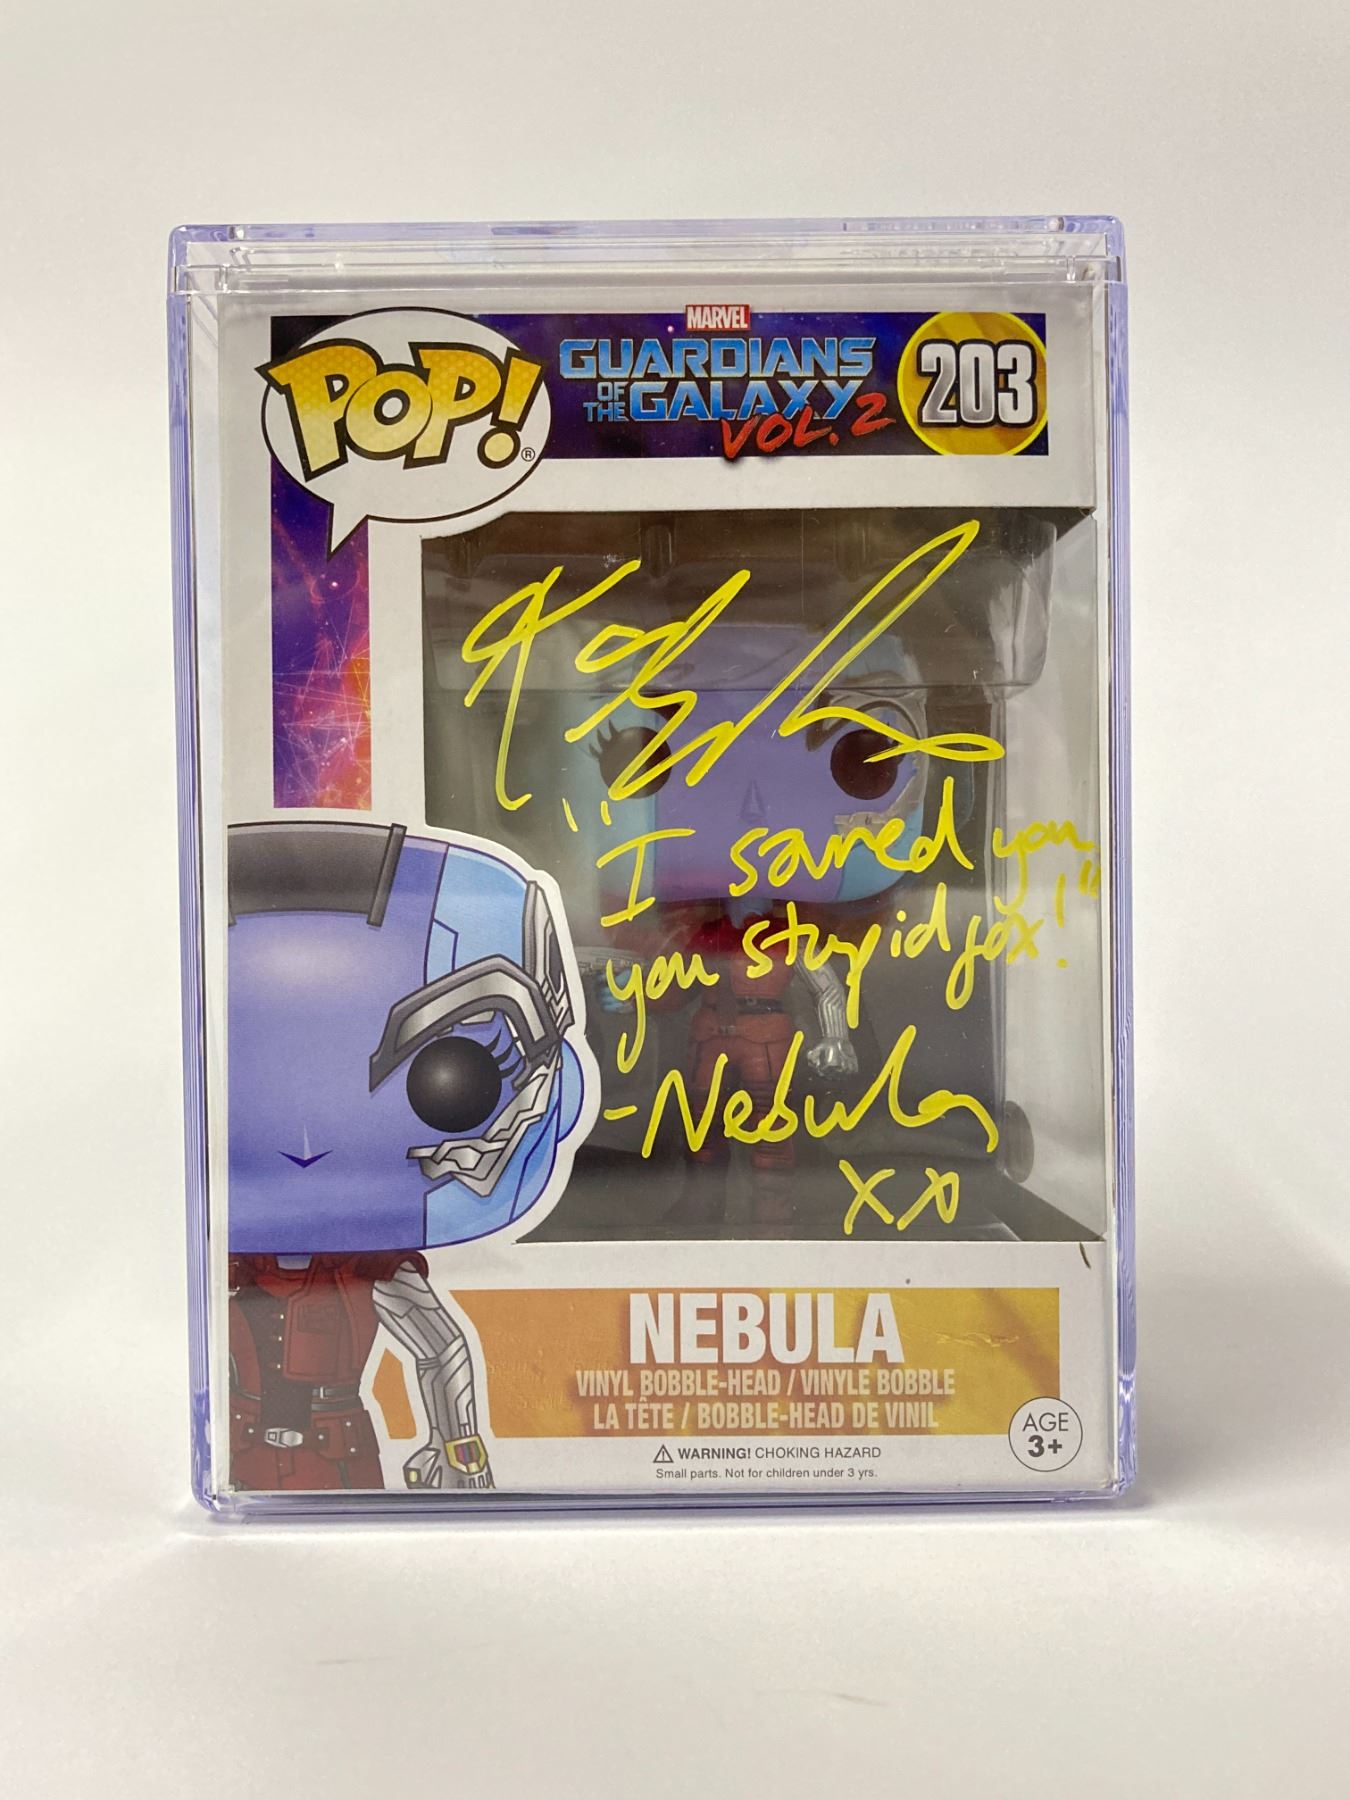 POP!®
MARVEL
GUARDIANS
OF
THE GALAXY
VOL. 2
203
"I saved you,
you stupid fox!"
-Nebula
xx
NEBULA
VINYL BOBBLE-HEAD / VINYLE BOBBLE
LA TÊTE / BOBBLE-HEAD DE VINIL
AGE
3+
⚠ WARNING! CHOKING HAZARD
Small parts. Not for children under 3 yrs.